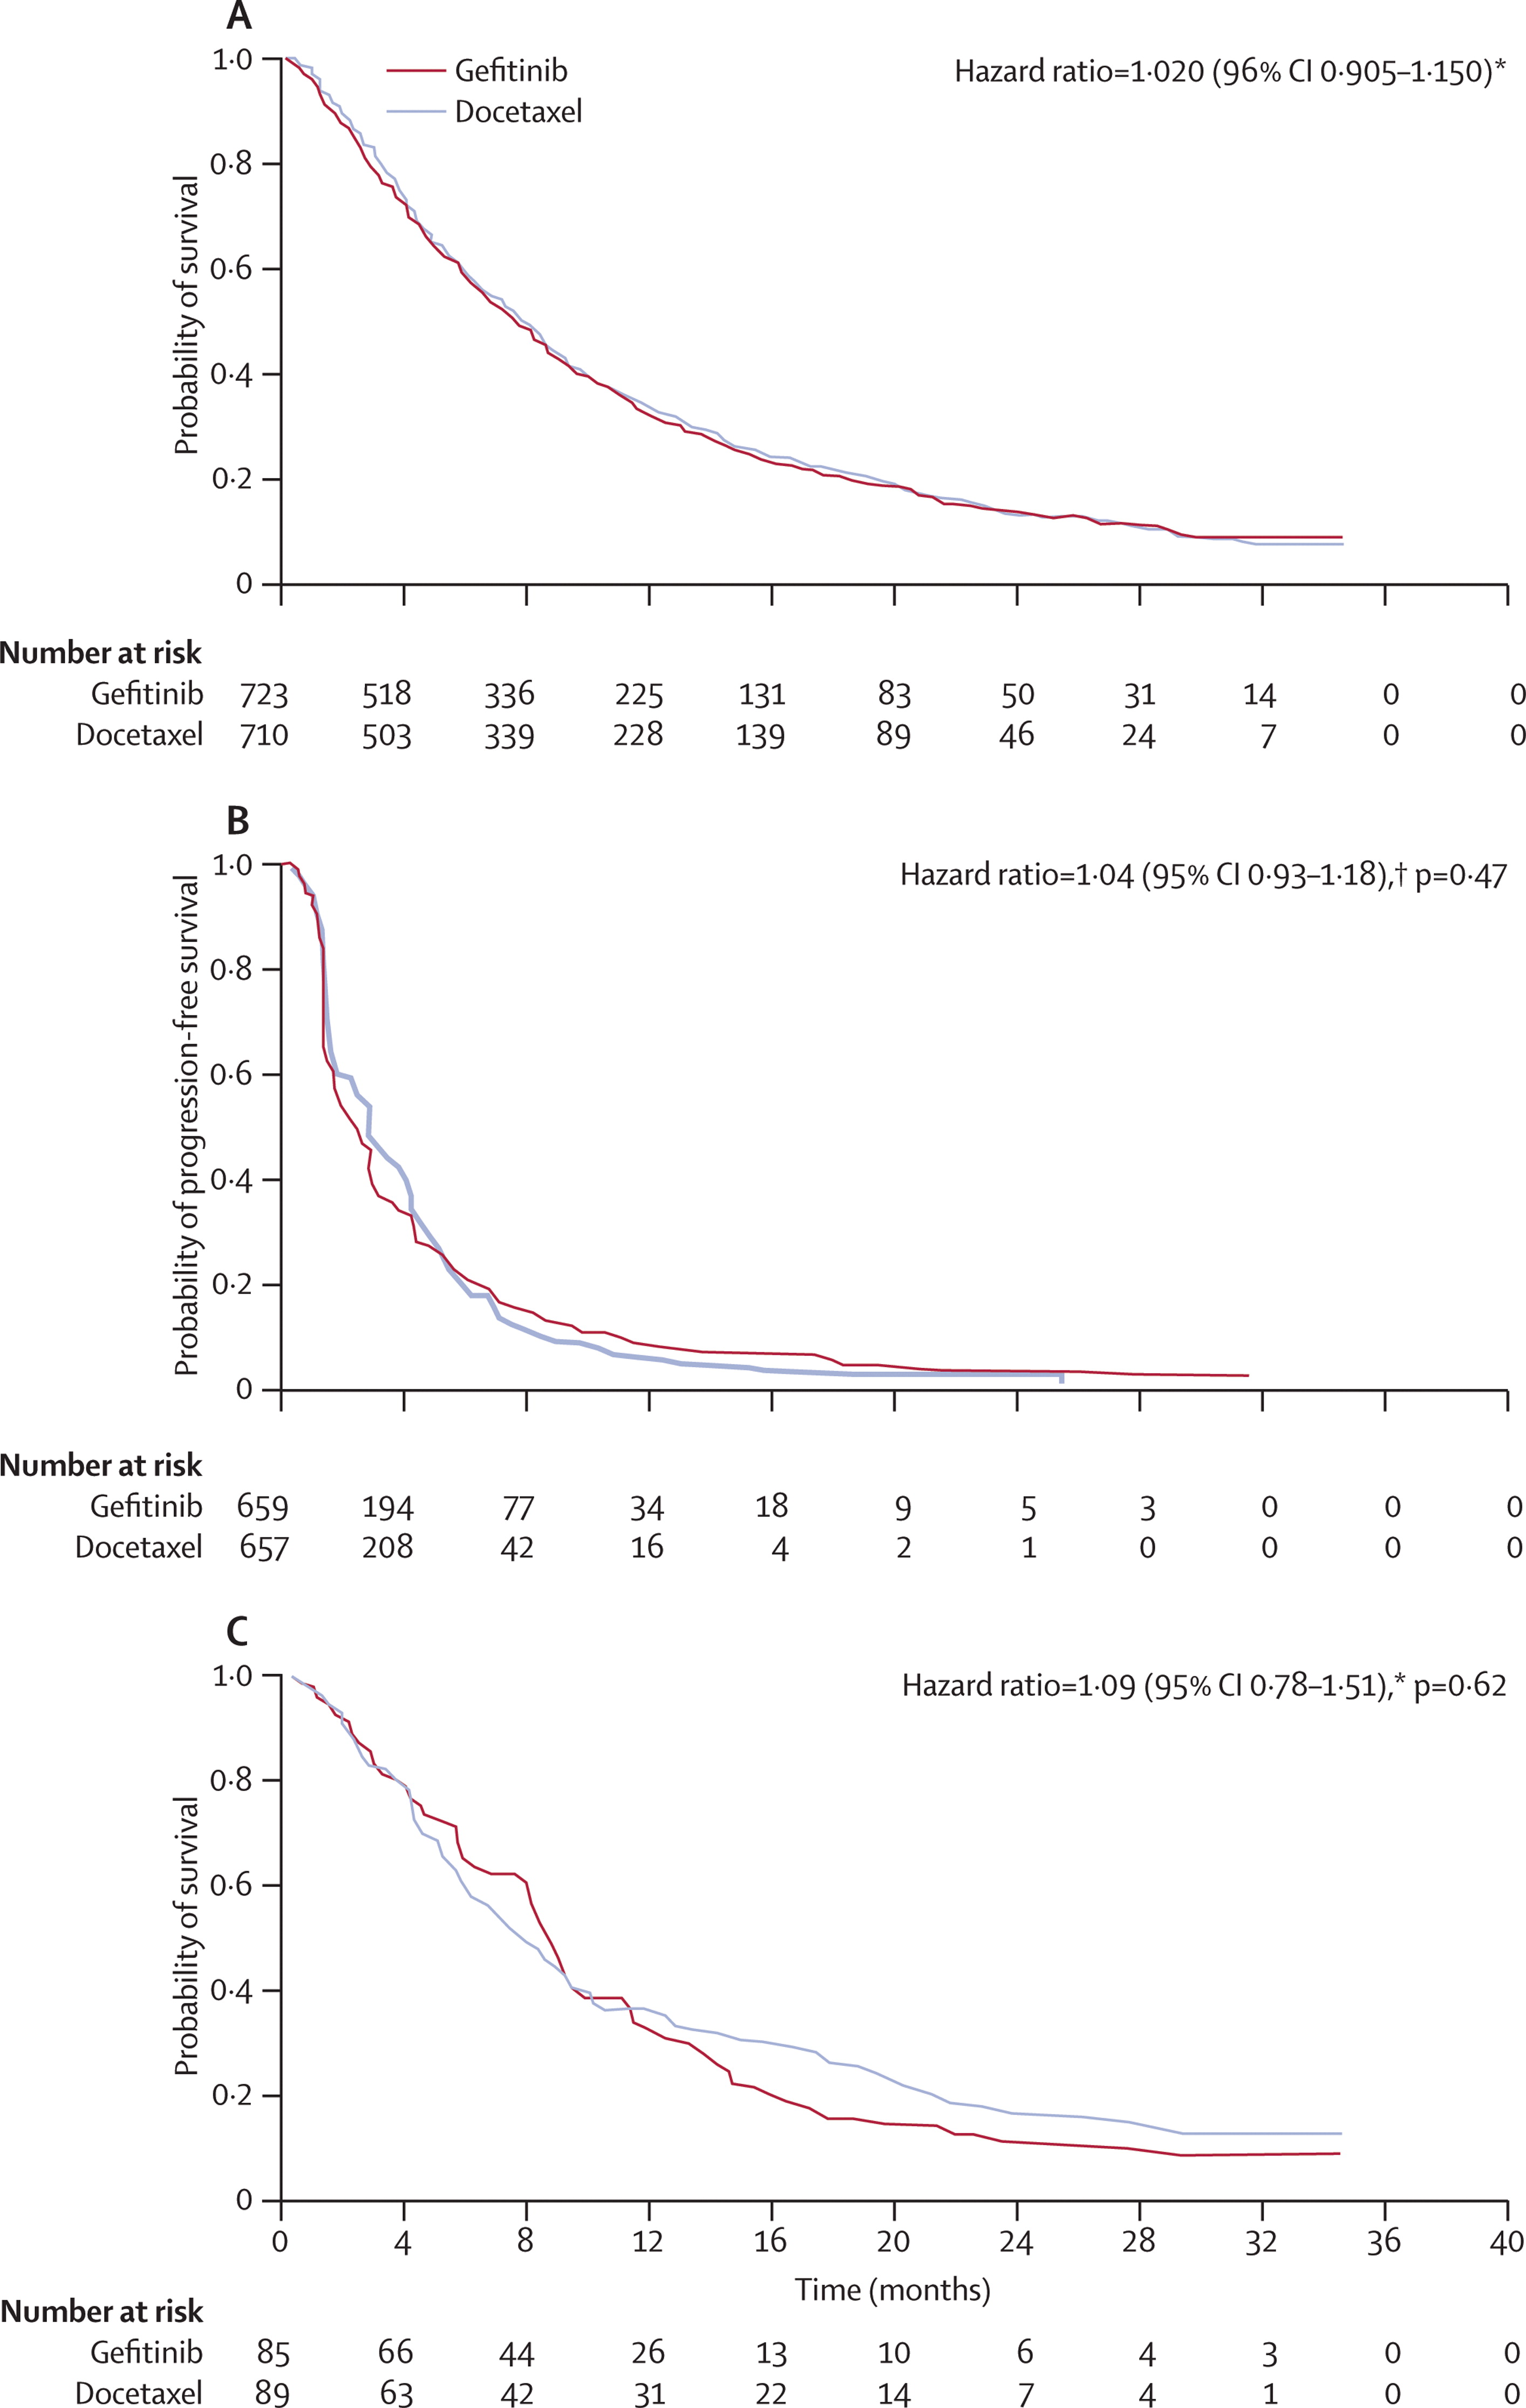 A
1·0
Gefitinib
Hazard ratio=1·020 (96% CI 0·905–1·150)*
Docetaxel
0·8
0·6
0·4
0·2
0
Probability of survival
Number at risk
Gefitinib 723 518 336 225 131 83 50 31 14 0 0
Docetaxel 710 503 339 228 139 89 46 24 7 0 0
B
1·0
Hazard ratio=1·04 (95% CI 0·93–1·18),† p=0·47
0·8
0·6
0·4
0·2
0
Probability of progression-free survival
Number at risk
Gefitinib 659 194 77 34 18 9 5 3 0 0 0
Docetaxel 657 208 42 16 4 2 1 0 0 0 0
C
1·0
Hazard ratio=1·09 (95% CI 0·78–1·51),* p=0·62
0·8
0·6
0·4
0·2
0
Probability of survival
0 4 8 12 16 20 24 28 32 36 40
Time (months)
Number at risk
Gefitinib 85 66 44 26 13 10 6 4 3 0 0
Docetaxel 89 63 42 31 22 14 7 4 1 0 0